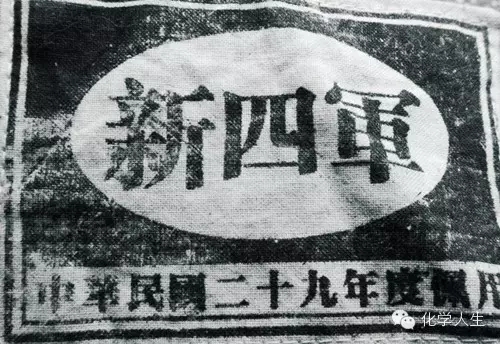 新四軍
中華民國二十九年度佩用
化学人生